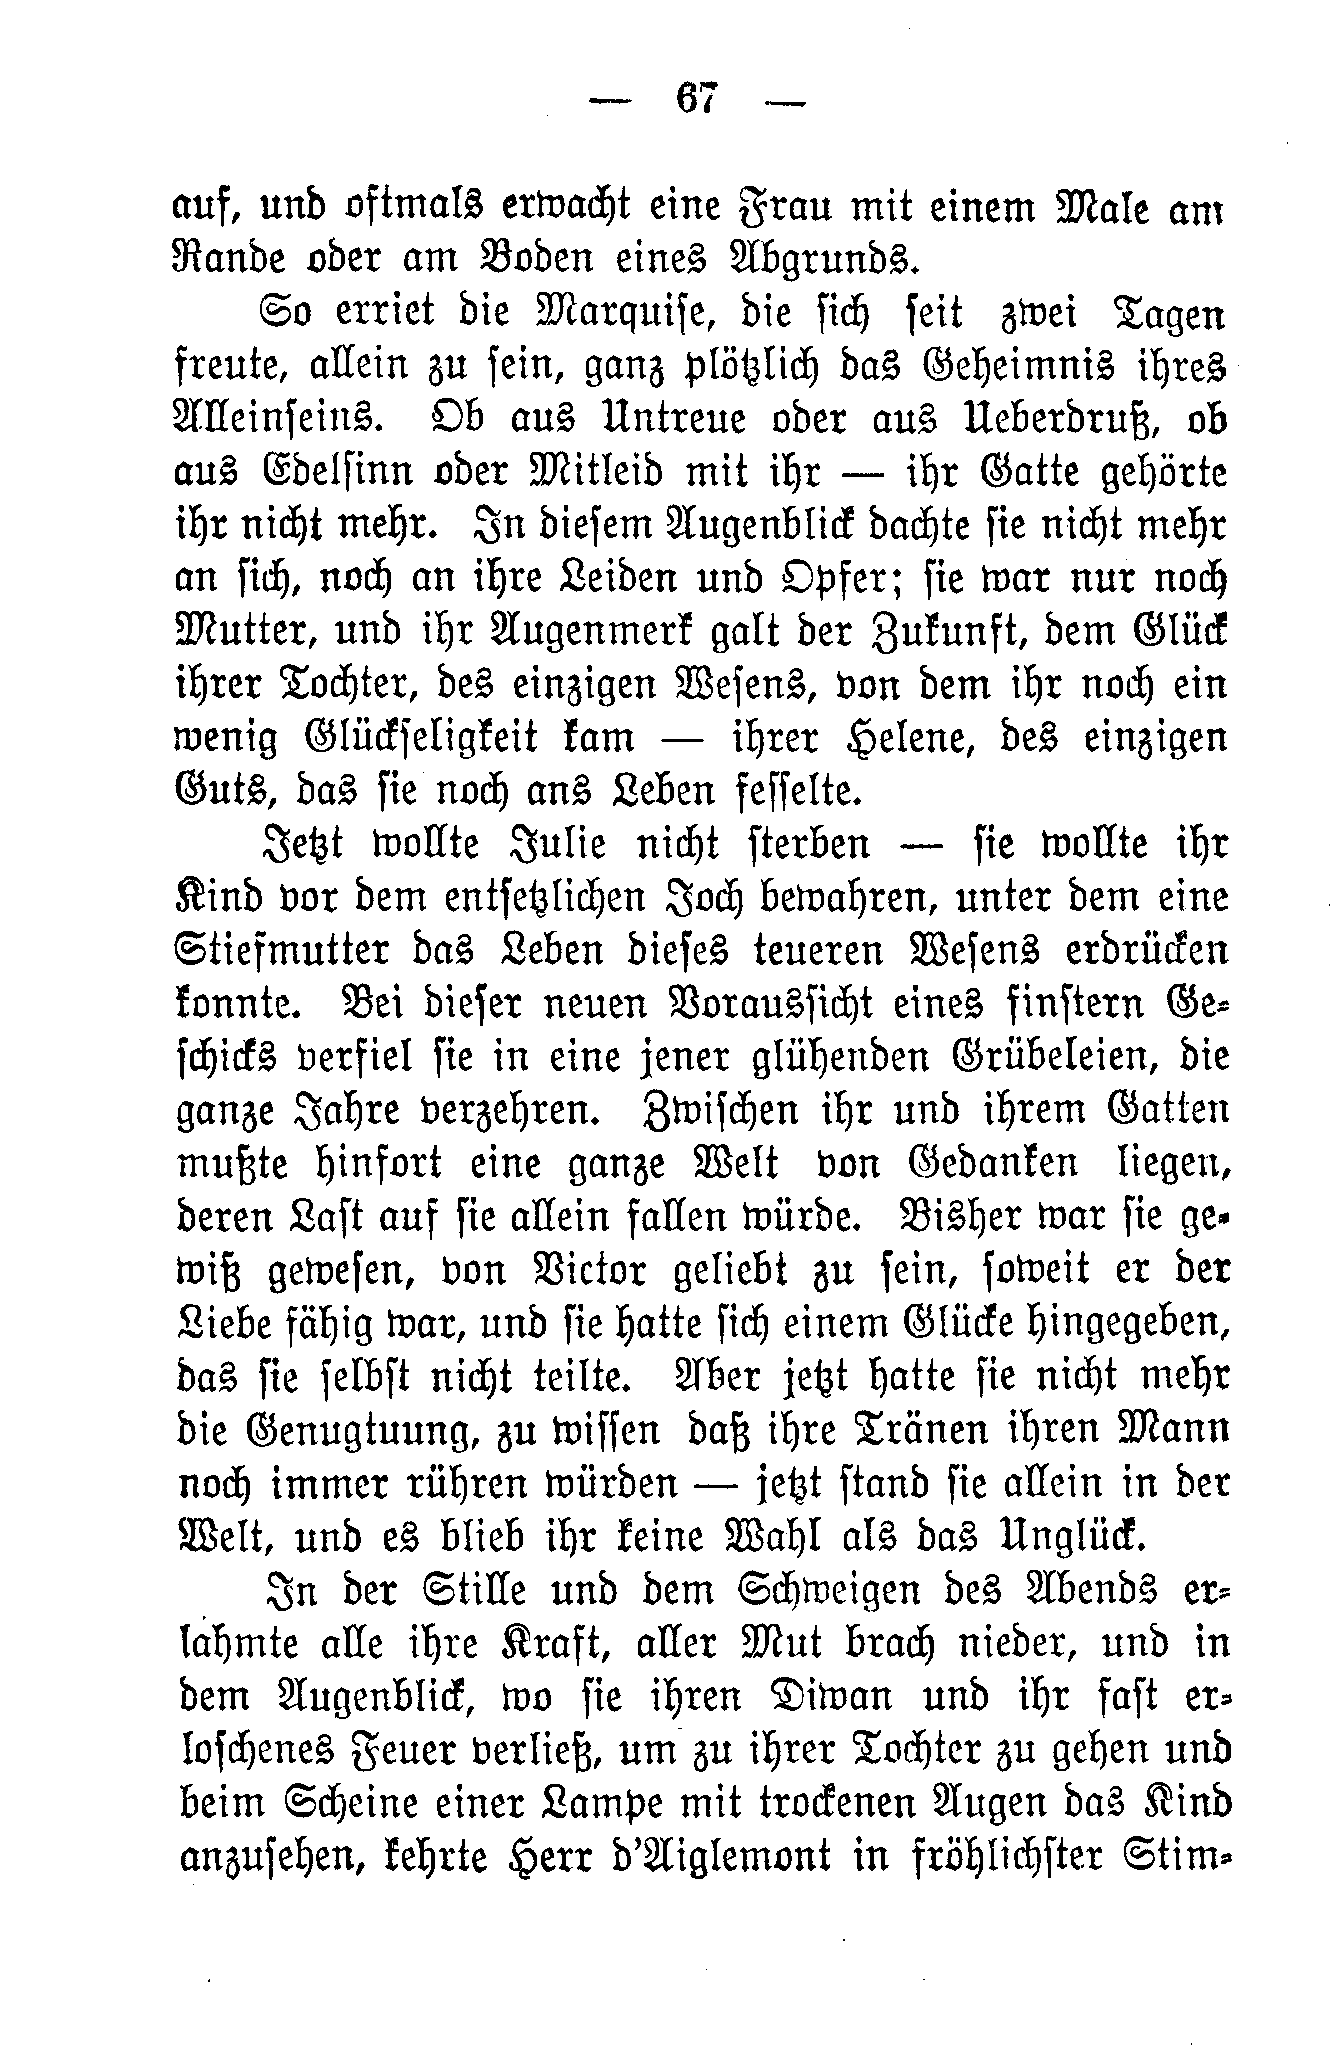 — 67 —
auf, und oftmals erwacht eine Frau mit einem Male am
Rande oder am Boden eines Abgrunds.
So erriet die Marquise, die sich seit zwei Tagen
freute, allein zu sein, ganz plötzlich das Geheimnis ihres
Alleinseins. Ob aus Untreue oder aus Ueberdruß, ob
aus Edelsinn oder Mitleid mit ihr — ihr Gatte gehörte
ihr nicht mehr. In diesem Augenblick dachte sie nicht mehr
an sich, noch an ihre Leiden und Opfer; sie war nur noch
Mutter, und ihr Augenmerk galt der Zukunft, dem Glück
ihrer Tochter, des einzigen Wesens, von dem ihr noch ein
wenig Glückseligkeit kam — ihrer Helene, des einzigen
Guts, das sie noch ans Leben fesselte.
Jetzt wollte Julie nicht sterben — sie wollte ihr
Kind vor dem entsetzlichen Joch bewahren, unter dem eine
Stiefmutter das Leben dieses teueren Wesens erdrücken
konnte. Bei dieser neuen Voraussicht eines finstern Ge-
schicks verfiel sie in eine jener glühenden Grübeleien, die
ganze Jahre verzehren. Zwischen ihr und ihrem Gatten
mußte hinfort eine ganze Welt von Gedanken liegen,
deren Last auf sie allein fallen würde. Bisher war sie ge-
wiß gewesen, von Victor geliebt zu sein, soweit er der
Liebe fähig war, und sie hatte sich einem Glücke hingegeben,
das sie selbst nicht teilte. Aber jetzt hatte sie nicht mehr
die Genugtuung, zu wissen daß ihre Tränen ihren Mann
noch immer rühren würden — jetzt stand sie allein in der
Welt, und es blieb ihr keine Wahl als das Unglück.
In der Stille und dem Schweigen des Abends er-
lahmte alle ihre Kraft, aller Mut brach nieder, und in
dem Augenblick, wo sie ihren Diwan und ihr fast er-
loschenes Feuer verließ, um zu ihrer Tochter zu gehen und
beim Scheine einer Lampe mit trockenen Augen das Kind
anzusehen, kehrte Herr d'Aiglemont in fröhlichster Stim-